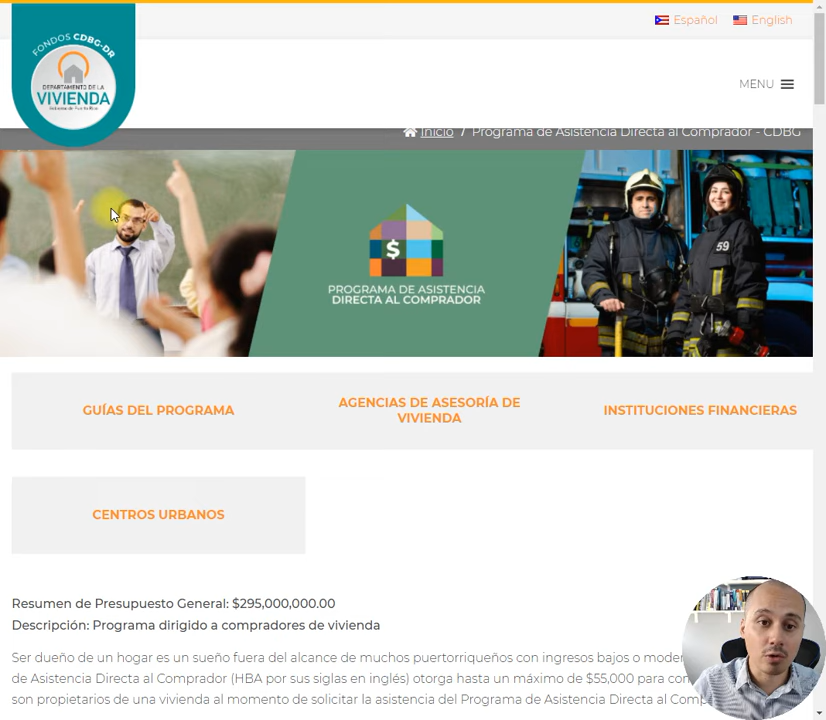 Español English
FONDOS CDBG-DR
DEPARTAMENTO DE LA
VIVIENDA
MENU
Inicio / Programa de Asistencia Directa al Comprador - CDBG
59
$
PROGRAMA DE ASISTENCIA
DIRECTA AL COMPRADOR
GUÍAS DEL PROGRAMA
AGENCIAS DE ASESORÍA DE
VIVIENDA
INSTITUCIONES FINANCIERAS
CENTROS URBANOS
Resumen de Presupuesto General: $295,000,000.00
Descripción: Programa dirigido a compradores de vivienda
Ser dueño de un hogar es un sueño fuera del alcance de muchos puertorriqueños con ingresos bajos o moder
de Asistencia Directa al Comprador (HBA por sus siglas en inglés) otorga hasta un máximo de $55,000 para con
son propietarios de una vivienda al momento de solicitar la asistencia del Programa de Asistencia Directa al Comp